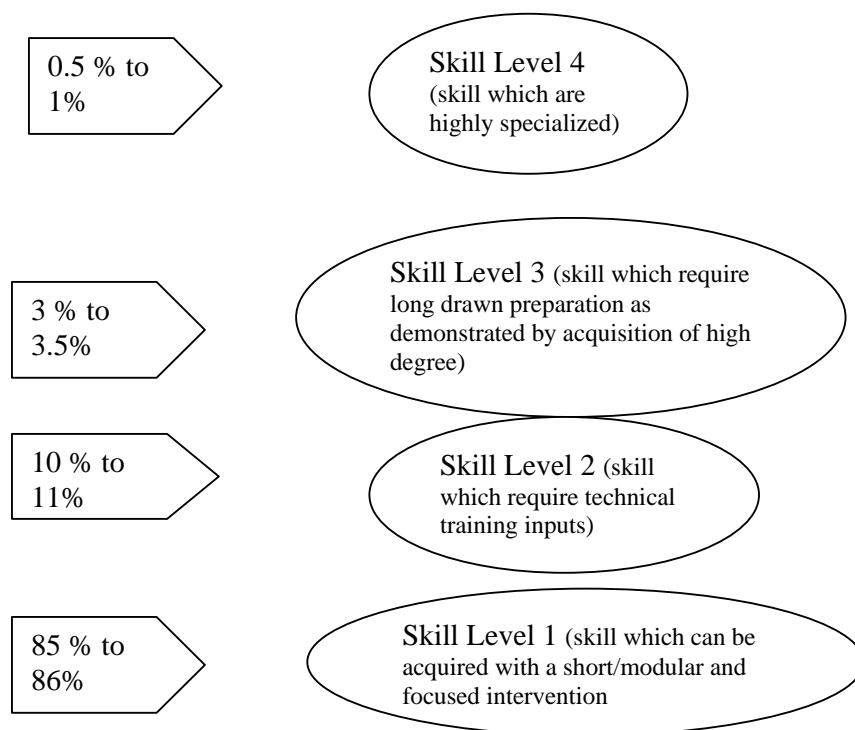 0.5 % to
1%
Skill Level 4
(skill which are
highly specialized)
3 % to
3.5%
Skill Level 3 (skill which require
long drawn preparation as
demonstrated by acquisition of high
degree)
10 % to
11%
Skill Level 2 (skill
which require technical
training inputs)
85 % to
86%
Skill Level 1 (skill which can be
acquired with a short/modular and
focused intervention